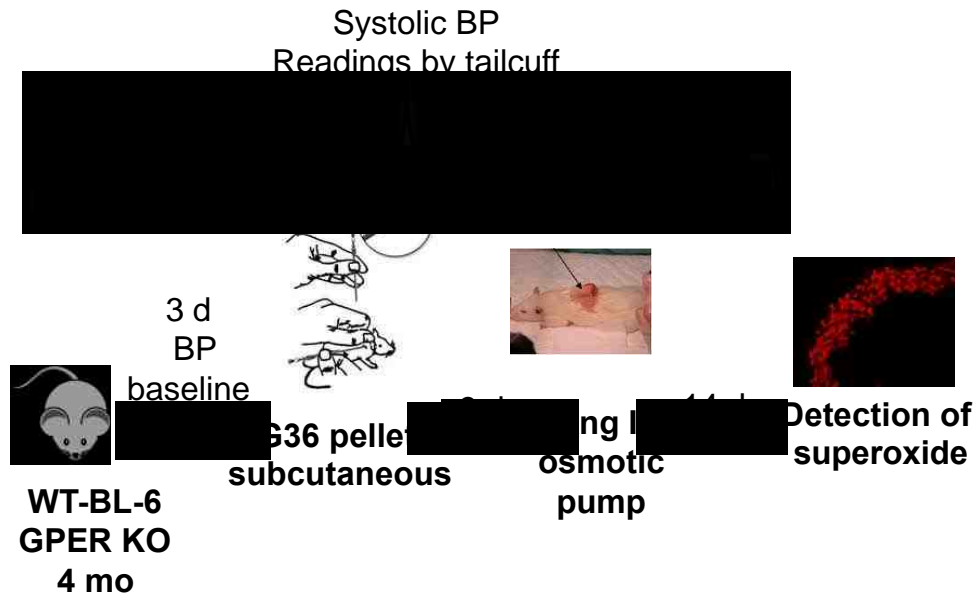 Systolic BP
Readings by tailcuff
3 d
BP
baseline
G36 pellet
subcutaneous
osmotic
pump
Detection of
superoxide
WT-BL-6
GPER KO
4 mo